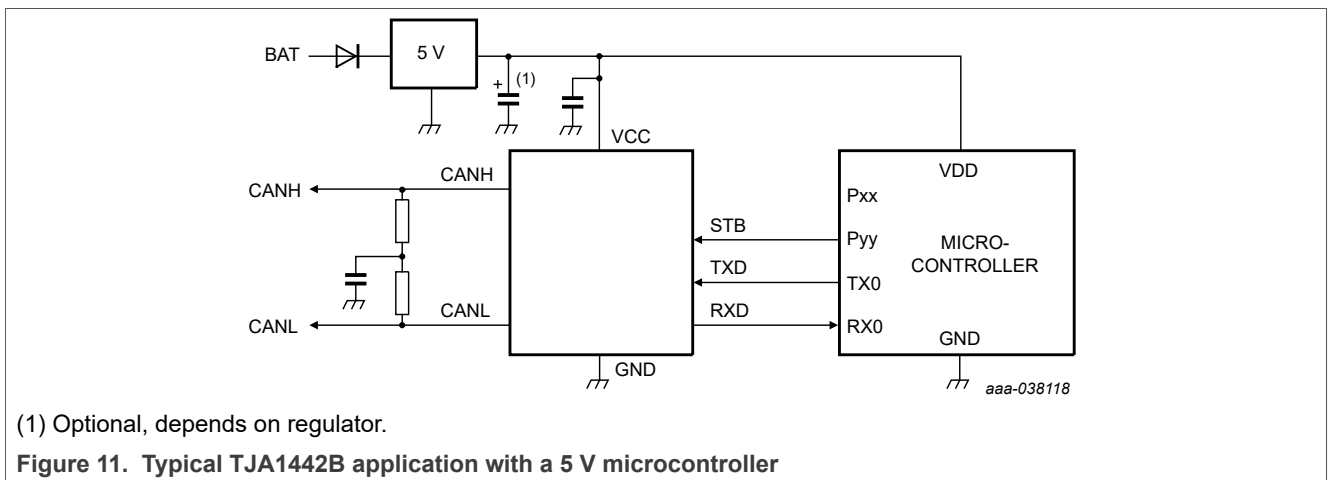 BAT
5 V
+
(1)
VCC
CANH
CANH
VDD
Pxx
STB
Pyy
MICRO-
CONTROLLER
TXD
TX0
CANL
CANL
RXD
RX0
GND
GND
aaa-038118
(1) Optional, depends on regulator.
Figure 11. Typical TJA1442B application with a 5 V microcontroller